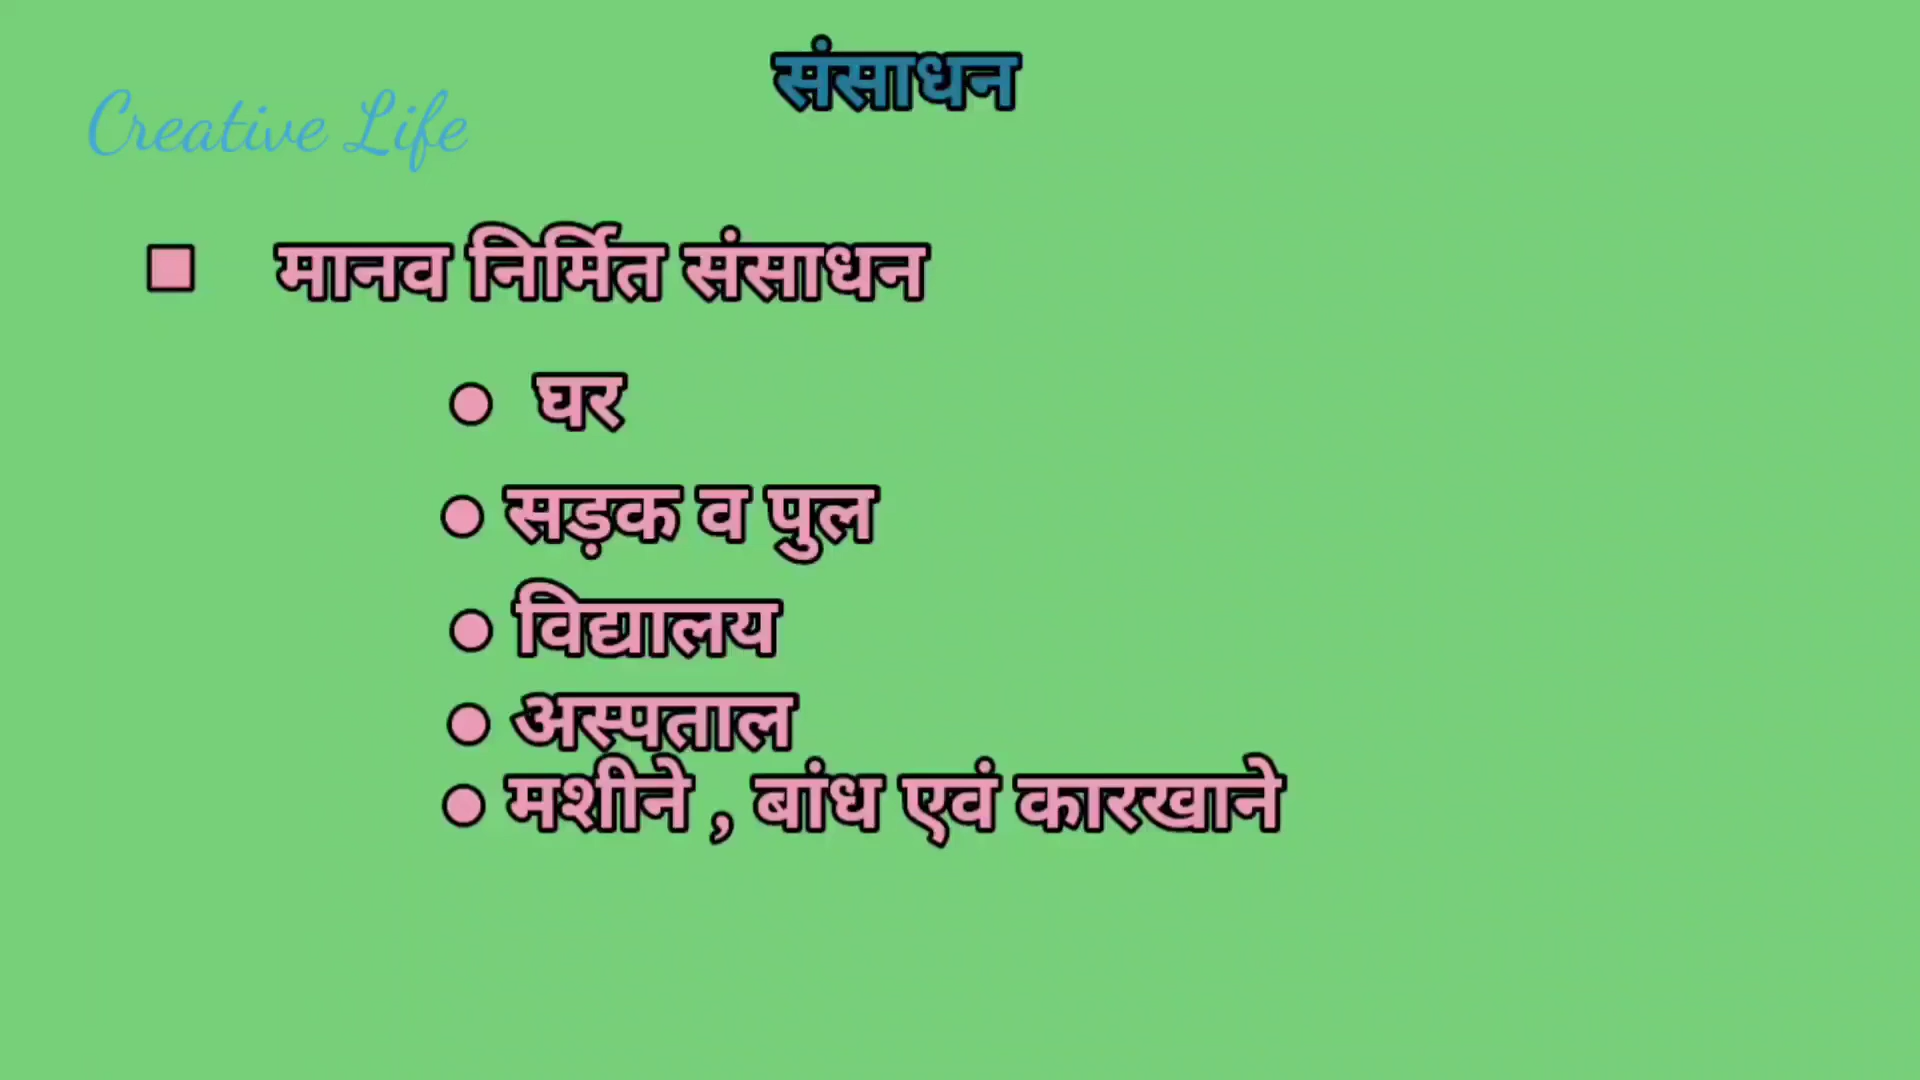 संसाधन
Creative Life
■ मानव निर्मित संसाधन
● घर
● सड़क व पुल
● विद्यालय
● अस्पताल
● मशीने , बांध एवं कारखाने